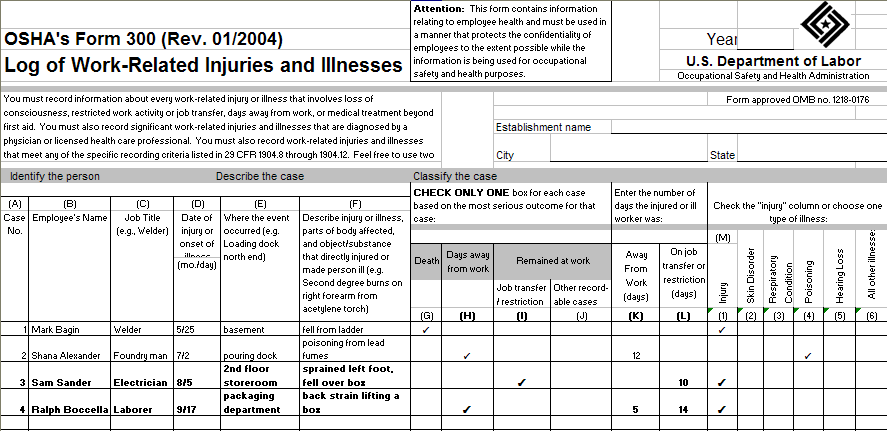 Attention: This form contains information
relating to employee health and must be used in
a manner that protects the confidentiality of
employees to the extent possible while the
information is being used for occupational
safety and health purposes.
OSHA's Form 300 (Rev. 01/2004)
Log of Work-Related Injuries and Illnesses
Year
U.S. Department of Labor
Occupational Safety and Health Administration
You must record information about every work-related injury or illness that involves loss of
consciousness, restricted work activity or job transfer, days away from work, or medical treatment beyond
first aid. You must also record significant work-related injuries and illnesses that are diagnosed by a
physician or licensed health care professional. You must also record work-related injuries and illnesses
that meet any of the specific recording criteria listed in 29 CFR 1904.8 through 1904.12. Feel free to use two
Form approved OMB no. 1218-0176
Establishment name
City State
Identify the person Describe the case Classify the case
(A) (B) (C) (D) (E) (F)
Case No. Employee's Name Job Title (e.g., Welder) Date of injury or onset of illness (mo./day) Where the event occurred (e.g. Loading dock north end) Describe injury or illness, parts of body affected, and object/substance that directly injured or made person ill (e.g. Second degree burns on right forearm from acetylene torch)
CHECK ONLY ONE box for each case based on the most serious outcome for that case:
Enter the number of days the injured or ill worker was:
Check the "injury" column or choose one type of illness:
(M)
Death Days away from work Remained at work
Job transfer / restriction Other record-able cases
Away From Work (days) On job transfer or restriction (days)
Injury Skin Disorder Respiratory Condition Poisoning Hearing Loss All other illnesses
(G) (H) (I) (J) (K) (L) (1) (2) (3) (4) (5) (6)
1 Mark Bagin Welder 5/25 basement fell from ladder ✓ ✓
2 Shana Alexander Foundry man 7/2 pouring dock poisoning from lead fumes ✓ 12 ✓
3 Sam Sander Electrician 8/5 2nd floor storeroom sprained left foot, fell over box ✓ 10 ✓
4 Ralph Boccella Laborer 9/17 packaging department back strain lifting a box ✓ 5 14 ✓